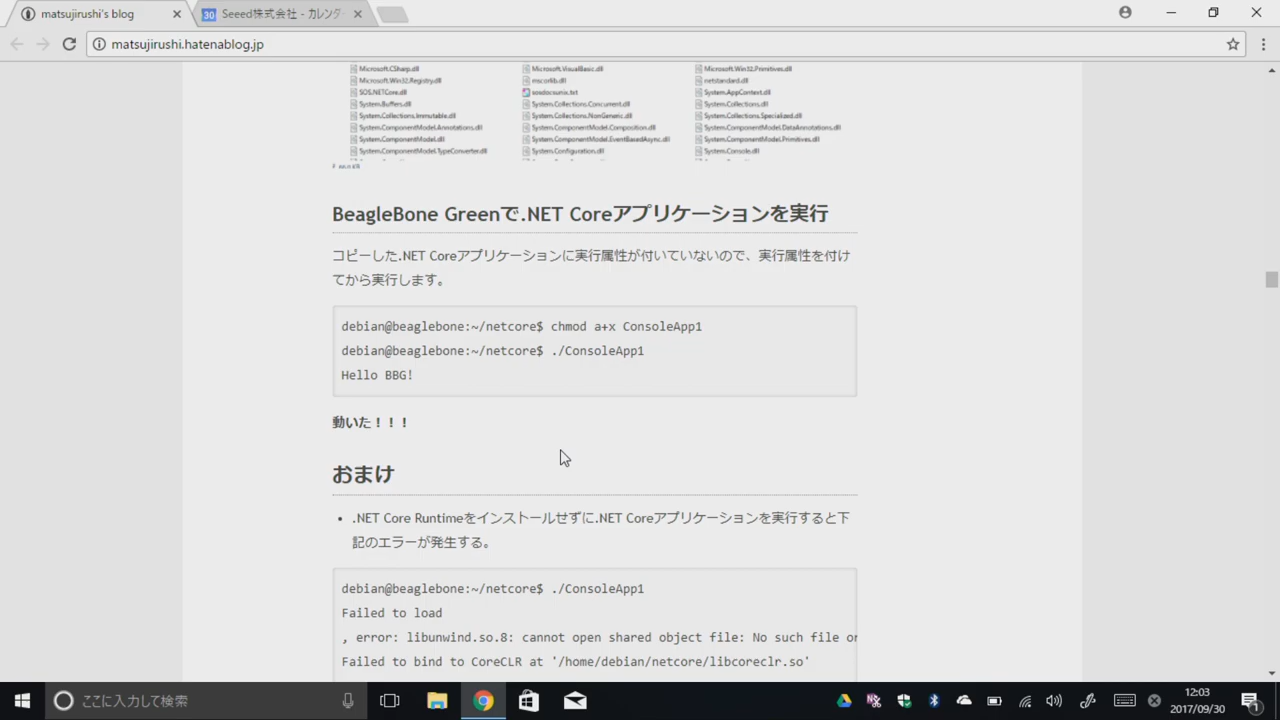 matsujirushi's blog
30 Seeed株式会社 - カレンダー
matsujirushi.hatenablog.jp
Microsoft.CSharp.dll
Microsoft.VisualBasic.dll
Microsoft.Win32.Primitives.dll
Microsoft.Win32.Registry.dll
mscorlib.dll
netstandard.dll
SOS.NETCore.dll
sosdocsunix.txt
System.AppContext.dll
System.Buffers.dll
System.Collections.Concurrent.dll
System.Collections.dll
System.Collections.Immutable.dll
System.Collections.NonGeneric.dll
System.Collections.Specialized.dll
System.ComponentModel.Annotations.dll
System.ComponentModel.Composition.dll
System.ComponentModel.DataAnnotations.dll
System.ComponentModel.dll
System.ComponentModel.EventBasedAsync.dll
System.ComponentModel.Primitives.dll
System.ComponentModel.TypeConverter.dll
System.Configuration.dll
System.Console.dll
BeagleBone Greenで.NET Coreアプリケーションを実行
コピーした.NET Coreアプリケーションに実行属性が付いていないので、実行属性を付け
てから実行します。
debian@beaglebone:~/netcore$ chmod a+x ConsoleApp1
debian@beaglebone:~/netcore$ ./ConsoleApp1
Hello BBG!
動いた！！！
おまけ
• .NET Core Runtimeをインストールせずに.NET Coreアプリケーションを実行すると下
記のエラーが発生する。
debian@beaglebone:~/netcore$ ./ConsoleApp1
Failed to load
, error: libunwind.so.8: cannot open shared object file: No such file or
Failed to bind to CoreCLR at '/home/debian/netcore/libcoreclr.so'
ここに入力して検索
12:03
2017/09/30
1